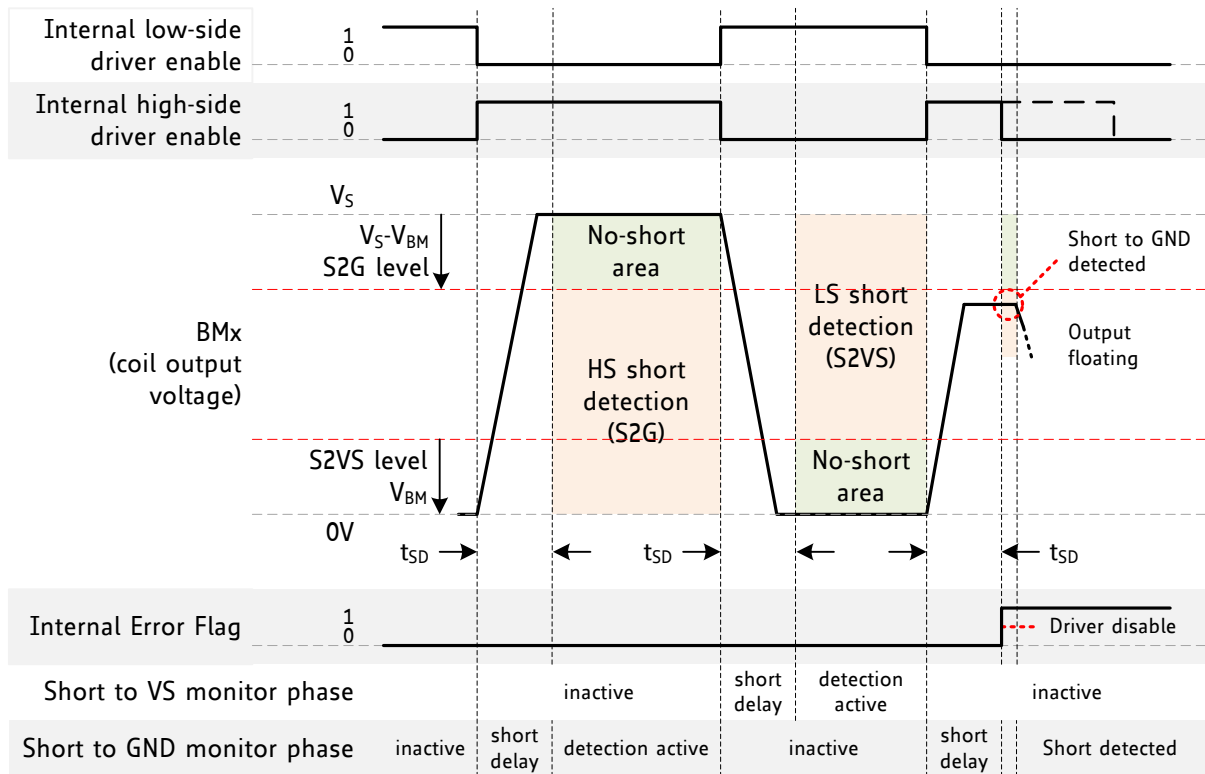 Internal low-side
driver enable
1
0
Internal high-side
driver enable
1
0
VS
VS-VBM
S2G level
No-short
area
Short to GND
detected
LS short
detection
(S2VS)
BMx
(coil output
voltage)
HS short
detection
(S2G)
Output
floating
S2VS level
VBM
No-short
area
0V
tSD
tSD
tSD
Internal Error Flag
1
0
Driver disable
Short to VS monitor phase
inactive
short
delay
detection
active
inactive
Short to GND monitor phase
inactive
short
delay
detection active
inactive
short
delay
Short detected